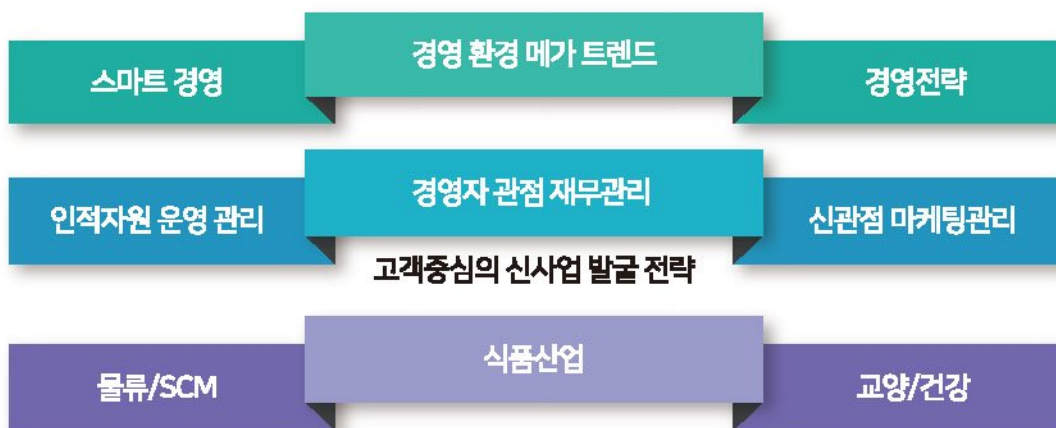 스마트 경영
경영 환경 메가 트렌드
경영전략
인적자원 운영 관리
경영자 관점 재무관리
신관점 마케팅관리
고객중심의 신사업 발굴 전략
물류/SCM
식품산업
교양/건강